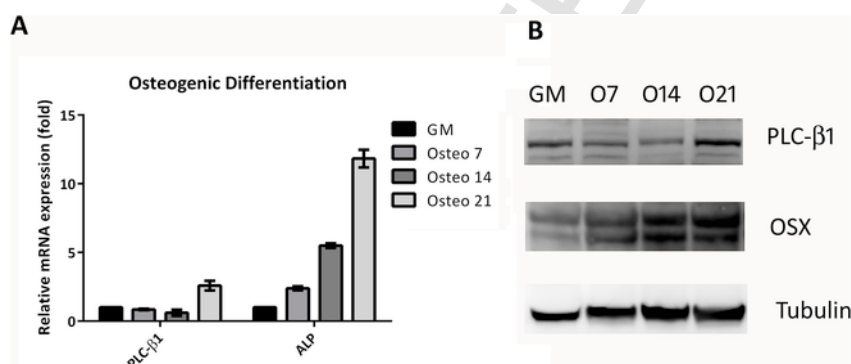 A
Osteogenic Differentiation
Relative mRNA expression (fold)
15
10
5
0
PLC-β1
ALP
GM
Osteo 7
Osteo 14
Osteo 21
B
GM O7 O14 O21
PLC-β1
OSX
Tubulin